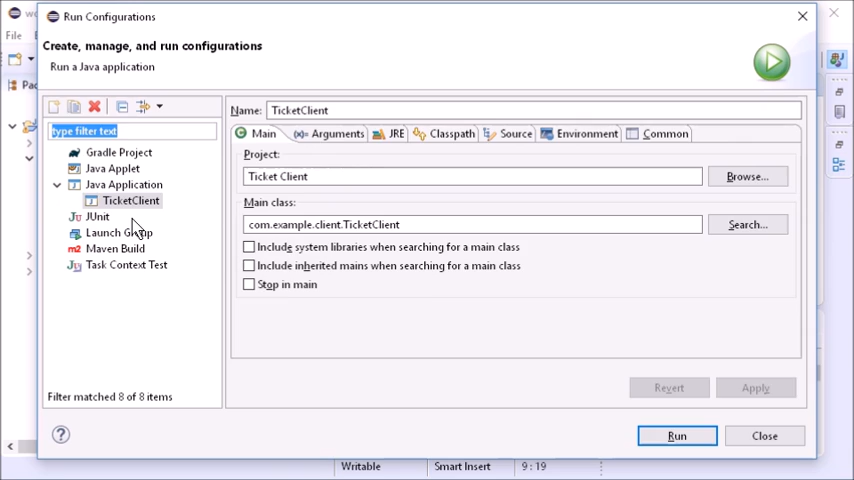 Run Configurations
File
Create, manage, and run configurations
Run a Java application
type filter text
Gradle Project
Java Applet
Java Application
TicketClient
JUnit
Launch Group
Maven Build
Task Context Test
Filter matched 8 of 8 items
Name: TicketClient
Main
Arguments
JRE
Classpath
Source
Environment
Common
Project:
Ticket Client
Browse...
Main class:
com.example.client.TicketClient
Search...
Include system libraries when searching for a main class
Include inherited mains when searching for a main class
Stop in main
Revert
Apply
Run
Close
Writable
Smart Insert
9 : 19